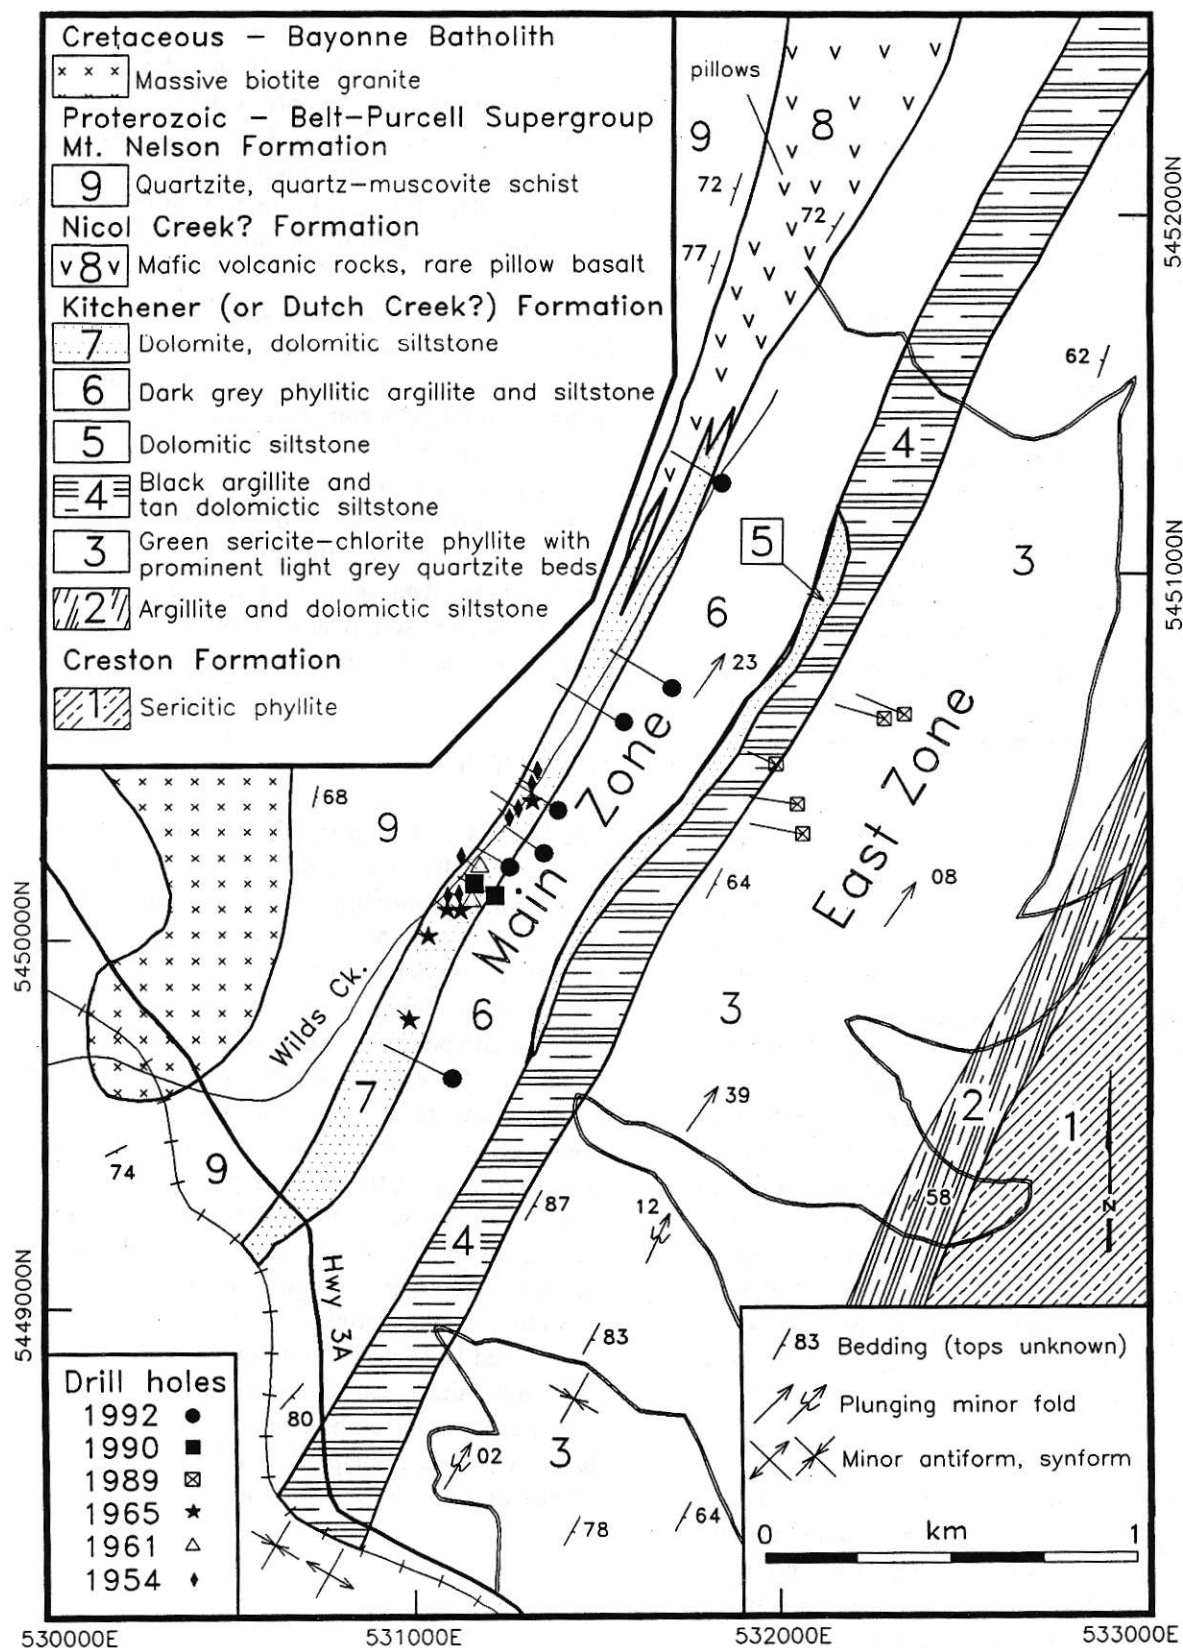 Cretaceous – Bayonne Batholith
Massive biotite granite
Proterozoic – Belt–Purcell Supergroup
Mt. Nelson Formation
9 Quartzite, quartz–muscovite schist
Nicol Creek? Formation
v8v Mafic volcanic rocks, rare pillow basalt
Kitchener (or Dutch Creek?) Formation
7 Dolomite, dolomitic siltstone
6 Dark grey phyllitic argillite and siltstone
5 Dolomitic siltstone
4 Black argillite and
tan dolomictic siltstone
3 Green sericite–chlorite phyllite with
prominent light grey quartzite beds
2 Argillite and dolomictic siltstone
Creston Formation
1 Sericitic phyllite
pillows
9
8
72
72
77
62
4
5
3
6
23
5452000N
5451000N
68
9
Main Zone
East Zone
64
08
5450000N
Wilds Ck.
6
3
7
39
2
1
74
9
58
87
12
N
4
Hwy 3A
5449000N
83
80
02
3
78
64
Drill holes
1992
1990
1989
1965
1961
1954
83 Bedding (tops unknown)
Plunging minor fold
Minor antiform, synform
0 km 1
530000E
531000E
532000E
533000E